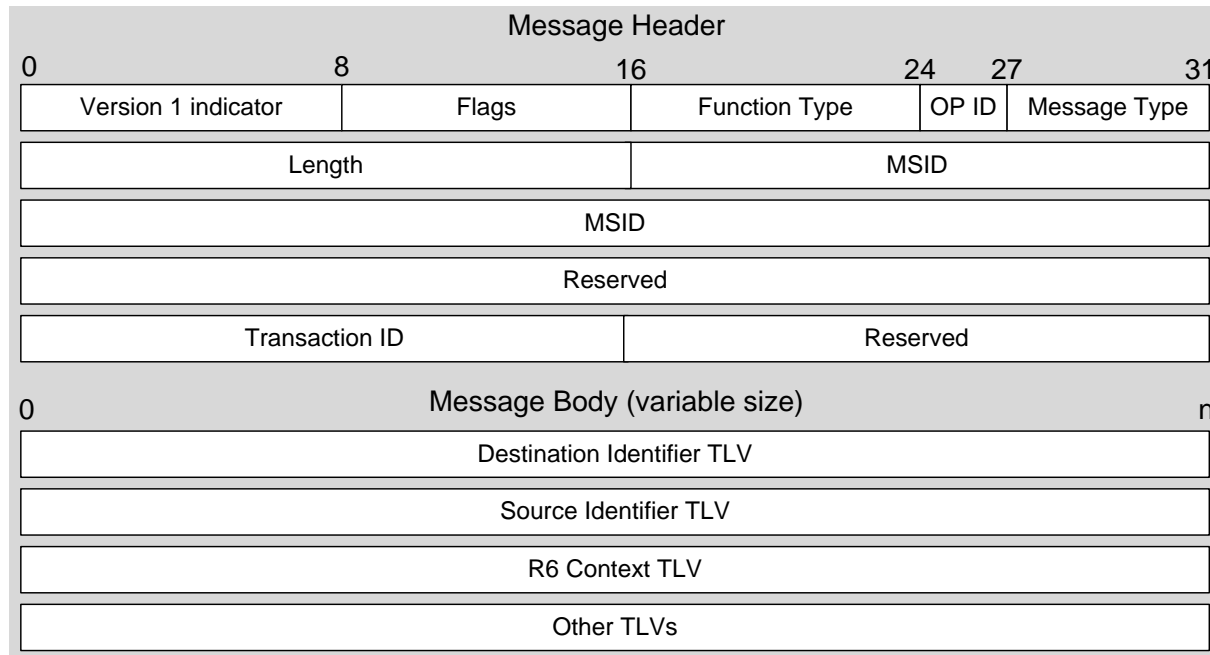 Message Header
0 8 16 24 27 31
Version 1 indicator Flags Function Type OP ID Message Type
Length MSID
MSID
Reserved
Transaction ID Reserved
Message Body (variable size)
0 n
Destination Identifier TLV
Source Identifier TLV
R6 Context TLV
Other TLVs